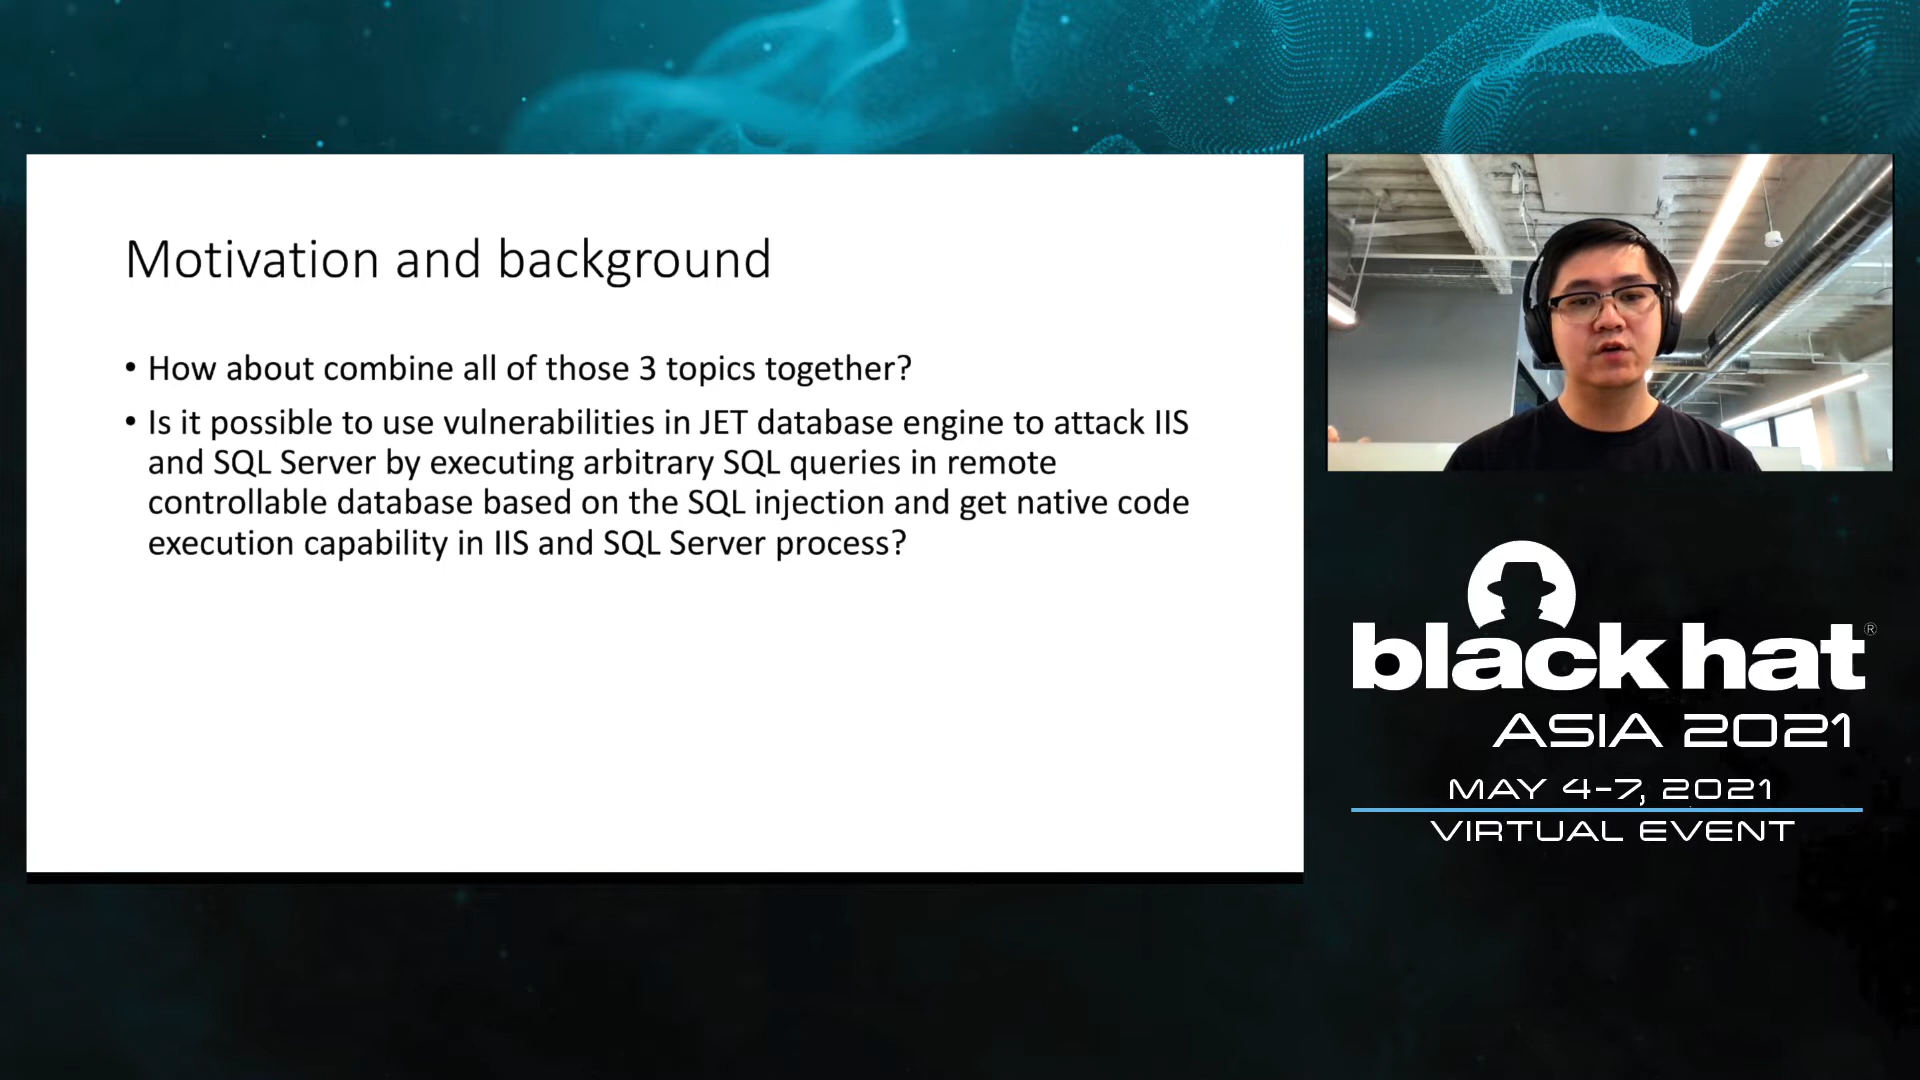 Motivation and background
• How about combine all of those 3 topics together?
• Is it possible to use vulnerabilities in JET database engine to attack IIS
and SQL Server by executing arbitrary SQL queries in remote
controllable database based on the SQL injection and get native code
execution capability in IIS and SQL Server process?
black hat®
ASIA 2021
MAY 4-7, 2021
VIRTUAL EVENT